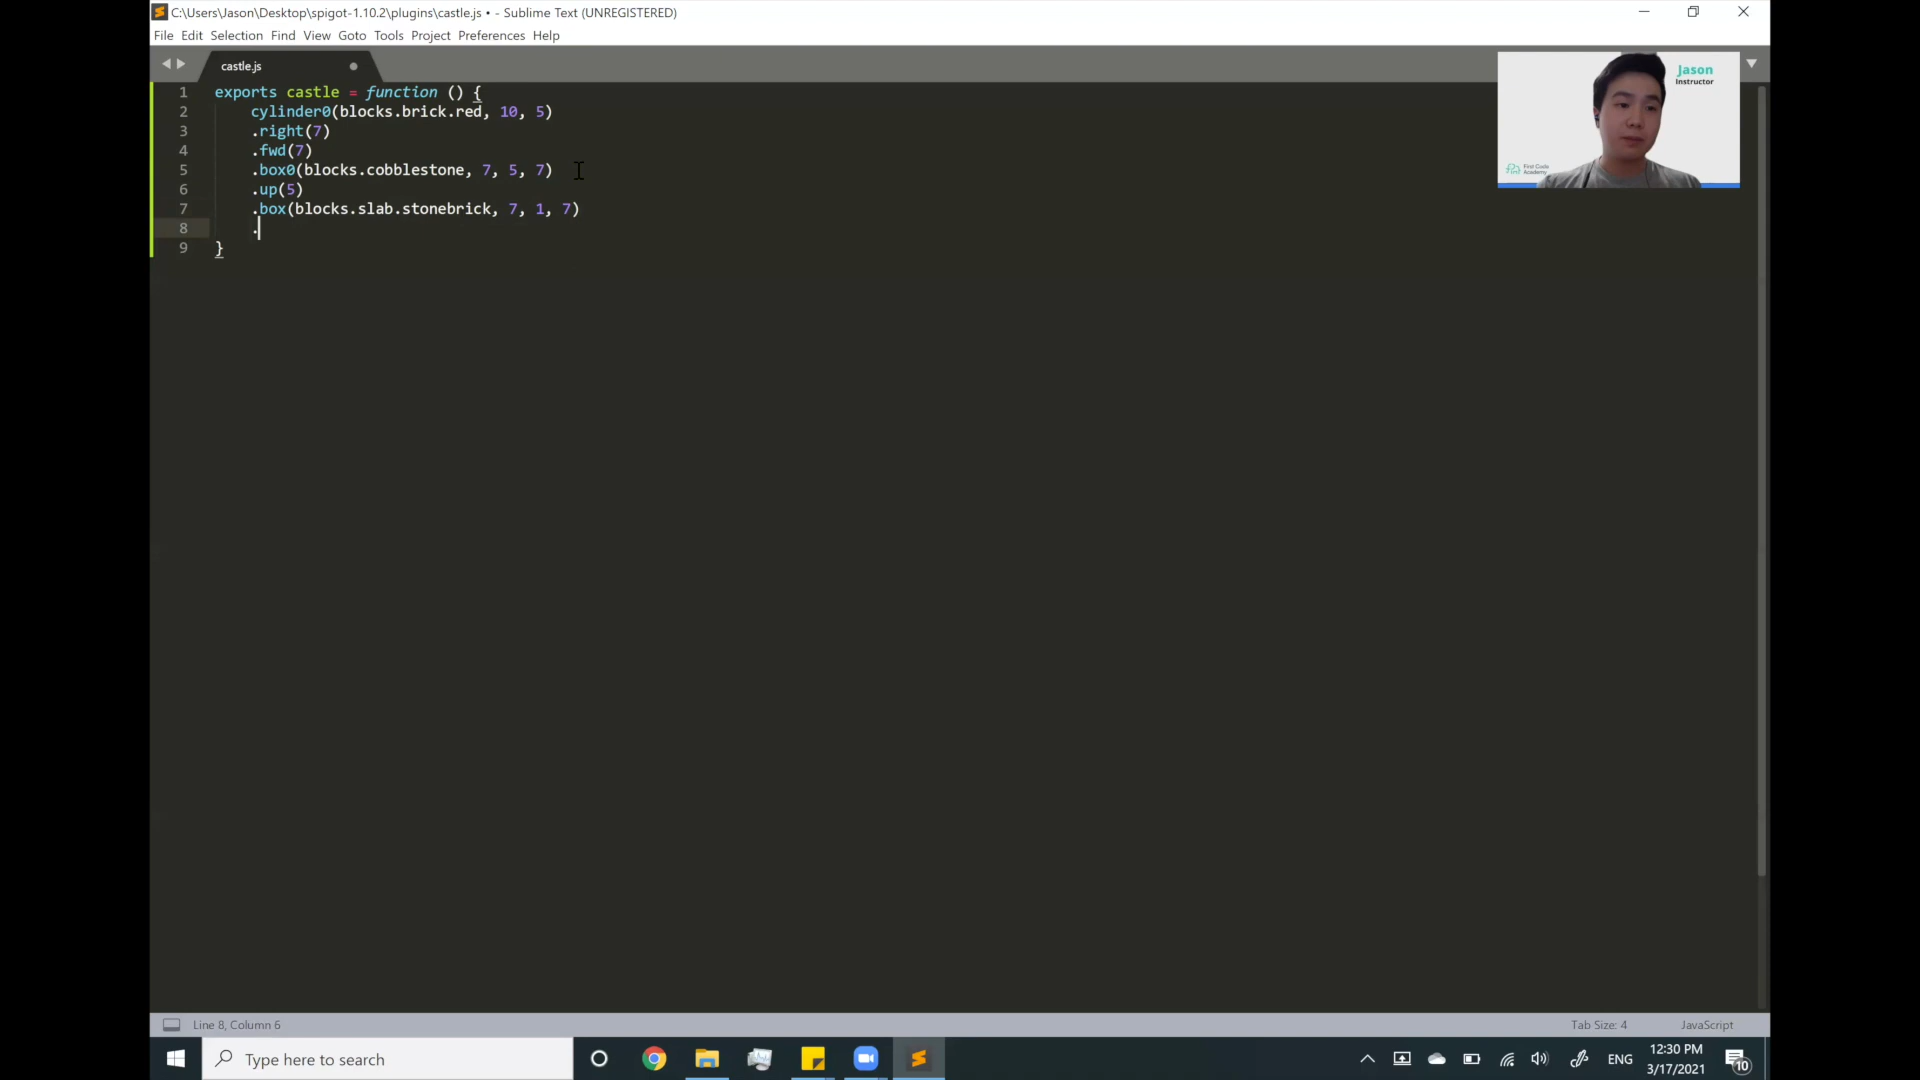 C:\Users\Jason\Desktop\spigot-1.10.2\plugins\castle.js • - Sublime Text (UNREGISTERED)
File Edit Selection Find View Goto Tools Project Preferences Help
castle.js
Jason
Instructor
First Code
Academy
1 exports castle = function () {
2 cylinder0(blocks.brick.red, 10, 5)
3 .right(7)
4 .fwd(7)
5 .box0(blocks.cobblestone, 7, 5, 7)
6 .up(5)
7 .box(blocks.slab.stonebrick, 7, 1, 7)
8 .
9 }
Line 8, Column 6
Tab Size: 4
JavaScript
Type here to search
ENG
12:30 PM
3/17/2021
10